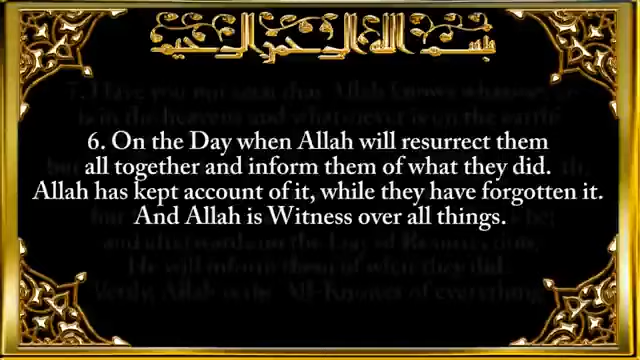 بسم الله الرحمن الرحيم
6. On the Day when Allah will resurrect them
all together and inform them of what they did.
Allah has kept account of it, while they have forgotten it.
And Allah is Witness over all things.